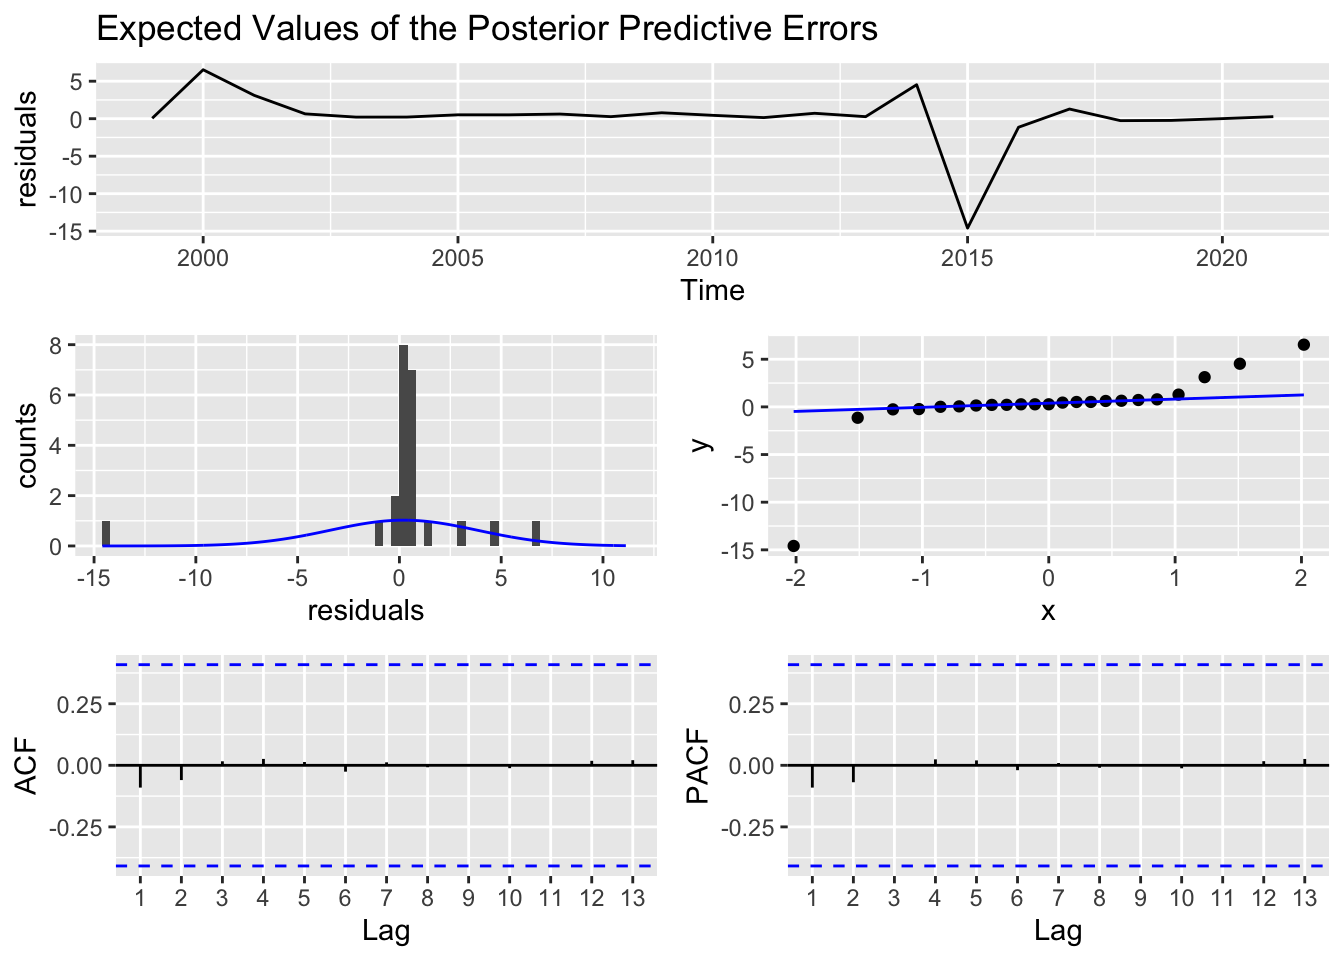 Expected Values of the Posterior Predictive Errors
residuals
5
0
-5
-10
-15
2000 2005 2010 2015 2020
Time
counts
8
6
4
2
0
-15 -10 -5 0 5 10
residuals
y
5
0
-5
-10
-15
-2 -1 0 1 2
x
ACF
0.25
0.00
-0.25
1 2 3 4 5 6 7 8 9 10 11 12 13
Lag
PACF
0.25
0.00
-0.25
1 2 3 4 5 6 7 8 9 10 11 12 13
Lag